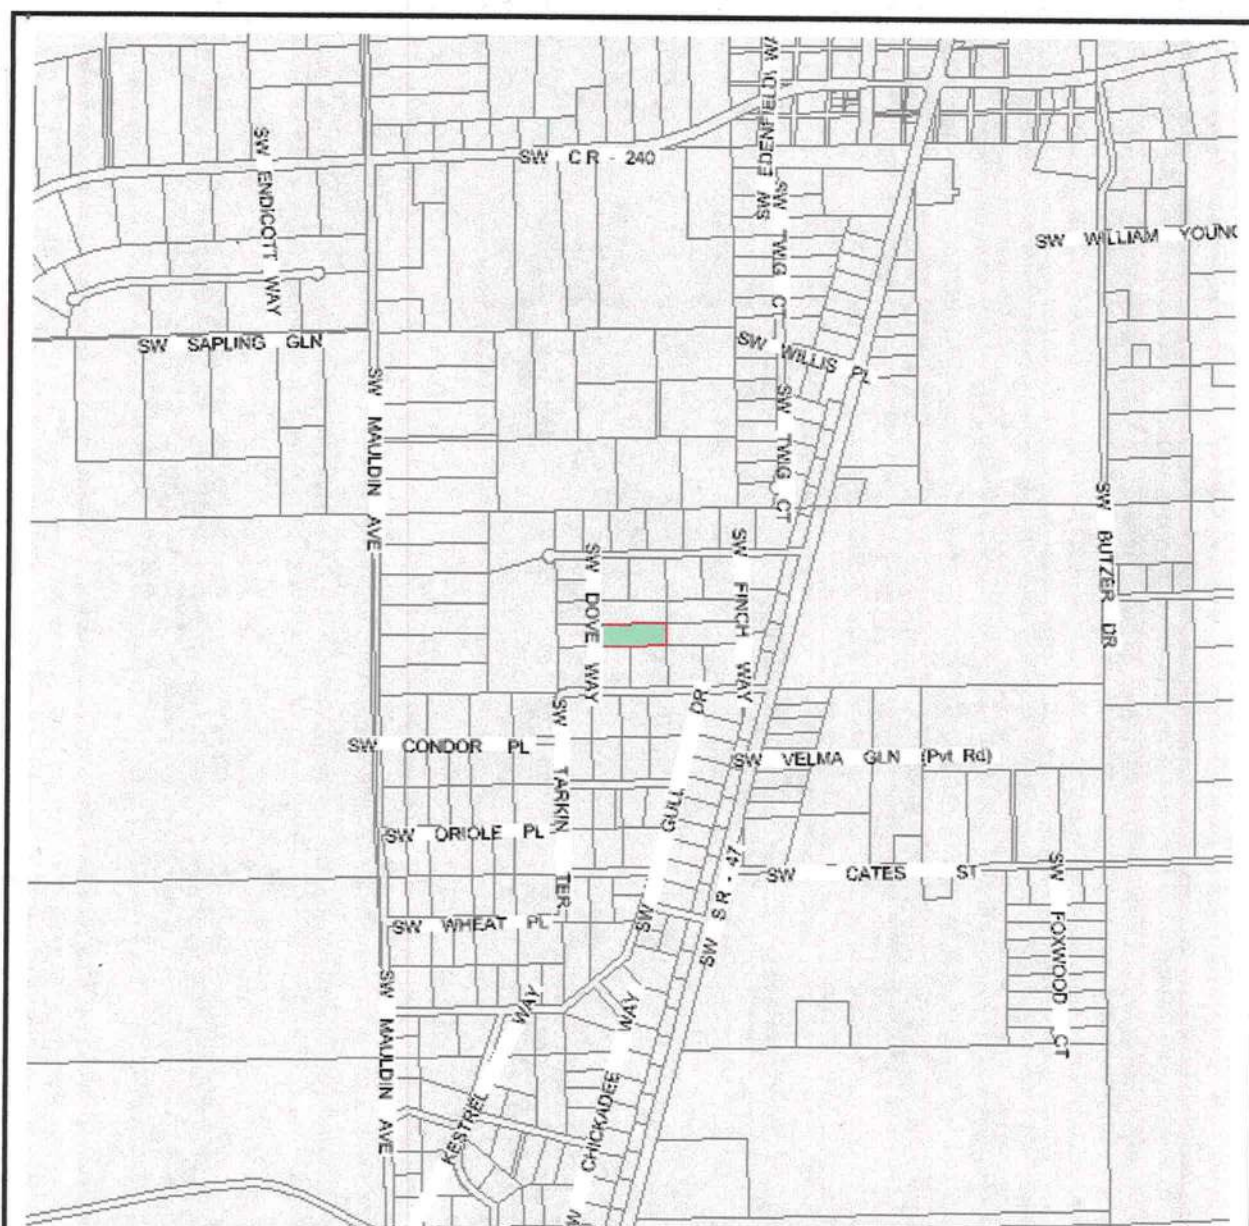 SW EDENFIELD WAY
SW C R - 240
SW ENDICOTT WAY
SW WILLIAM YOUNG
SW TWIG CT
SW SAPLING GLN
SW WILLIS PL
SW MAULDIN AVE
SW TWIG CT
SW BUTZER DR
SW DOVE WAY
SW FINCH WAY
SW GULL DR
SW TARKIN TER
SW CONDOR PL
SW VELMA GLN (Pvt Rd)
SW ORIOLE PL
SW S R - 47
SW CATES ST
SW FOXWOOD CT
SW WHEAT PL
SW MAULDIN AVE
KESTREL WAY
CHICKADEE WAY